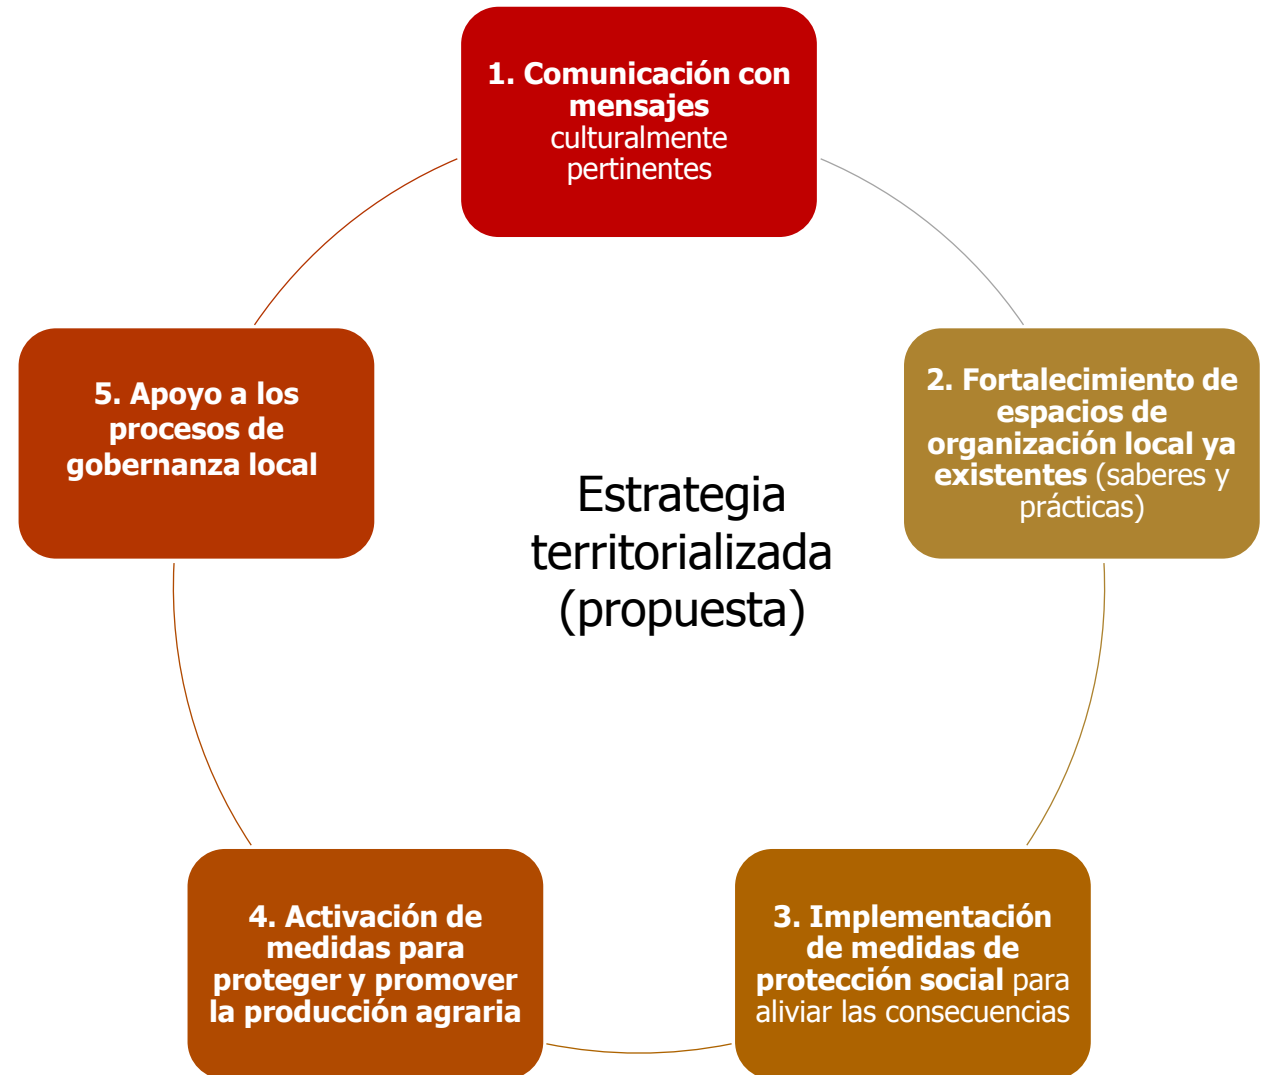 1. Comunicación con
mensajes
culturalmente
pertinentes
2. Fortalecimiento de
espacios de
organización local ya
existentes (saberes y
prácticas)
3. Implementación
de medidas de
protección social para
aliviar las consecuencias
4. Activación de
medidas para
proteger y promover
la producción agraria
5. Apoyo a los
procesos de
gobernanza local
Estrategia
territorializada
(propuesta)